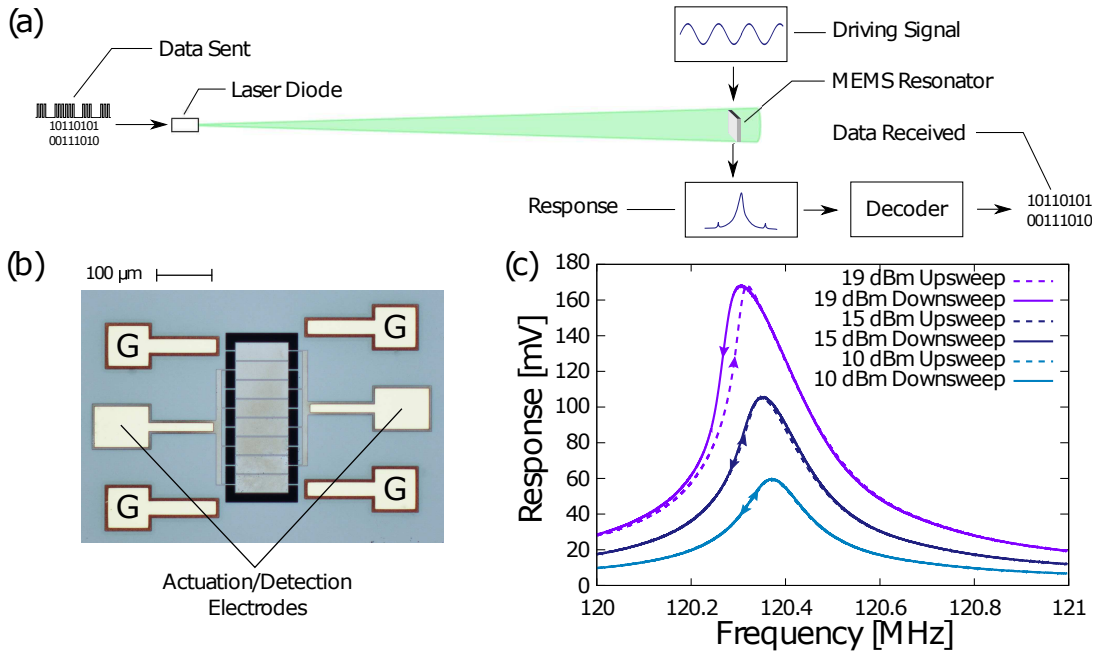 (a)
Data Sent
10110101
00111010
Laser Diode
Driving Signal
MEMS Resonator
Data Received
Response
Decoder
10110101
00111010
(b)
100 μm
G
G
G
G
Actuation/Detection
Electrodes
(c)
180
160
140
120
100
80
60
40
20
0
Response [mV]
19 dBm Upsweep
19 dBm Downsweep
15 dBm Upsweep
15 dBm Downsweep
10 dBm Upsweep
10 dBm Downsweep
120
120.2
120.4
120.6
120.8
121
Frequency [MHz]